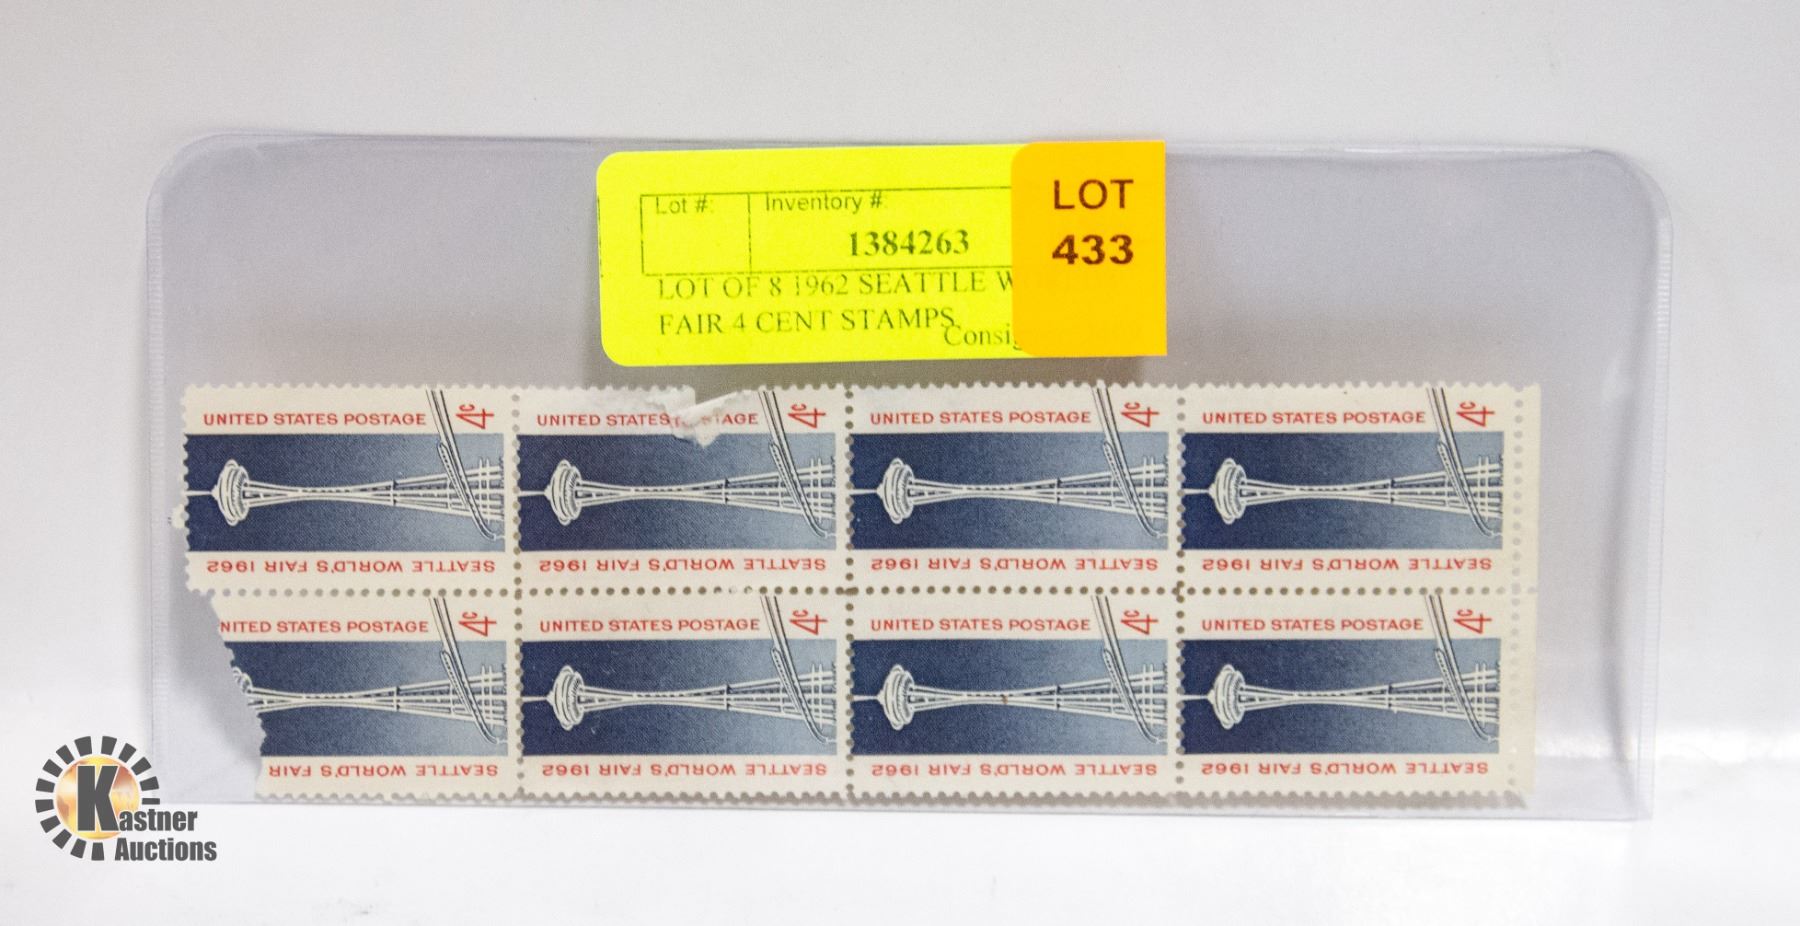 Lot #: Inventory #:
1384263
LOT OF 8 1962 SEATTLE W
FAIR 4 CENT STAMPS
Consig
LOT
433
UNITED STATES POSTAGE 4c
UNITED STATES AGE 4c
UNITED STATES POSTAGE 4c
UNITED STATES POSTAGE 4c
SEATTLE WORLD'S FAIR 1962
SEATTLE WORLD'S FAIR 1962
SEATTLE WORLD'S FAIR 1962
SEATTLE WORLD'S FAIR 1962
NITED STATES POSTAGE 4c
UNITED STATES POSTAGE 4c
UNITED STATES POSTAGE 4c
UNITED STATES POSTAGE 4c
SEATTLE WORLD'S FAIR
SEATTLE WORLD'S FAIR 1962
SEATTLE WORLD'S FAIR 1962
SEATTLE WORLD'S FAIR 1962
Kastner
Auctions